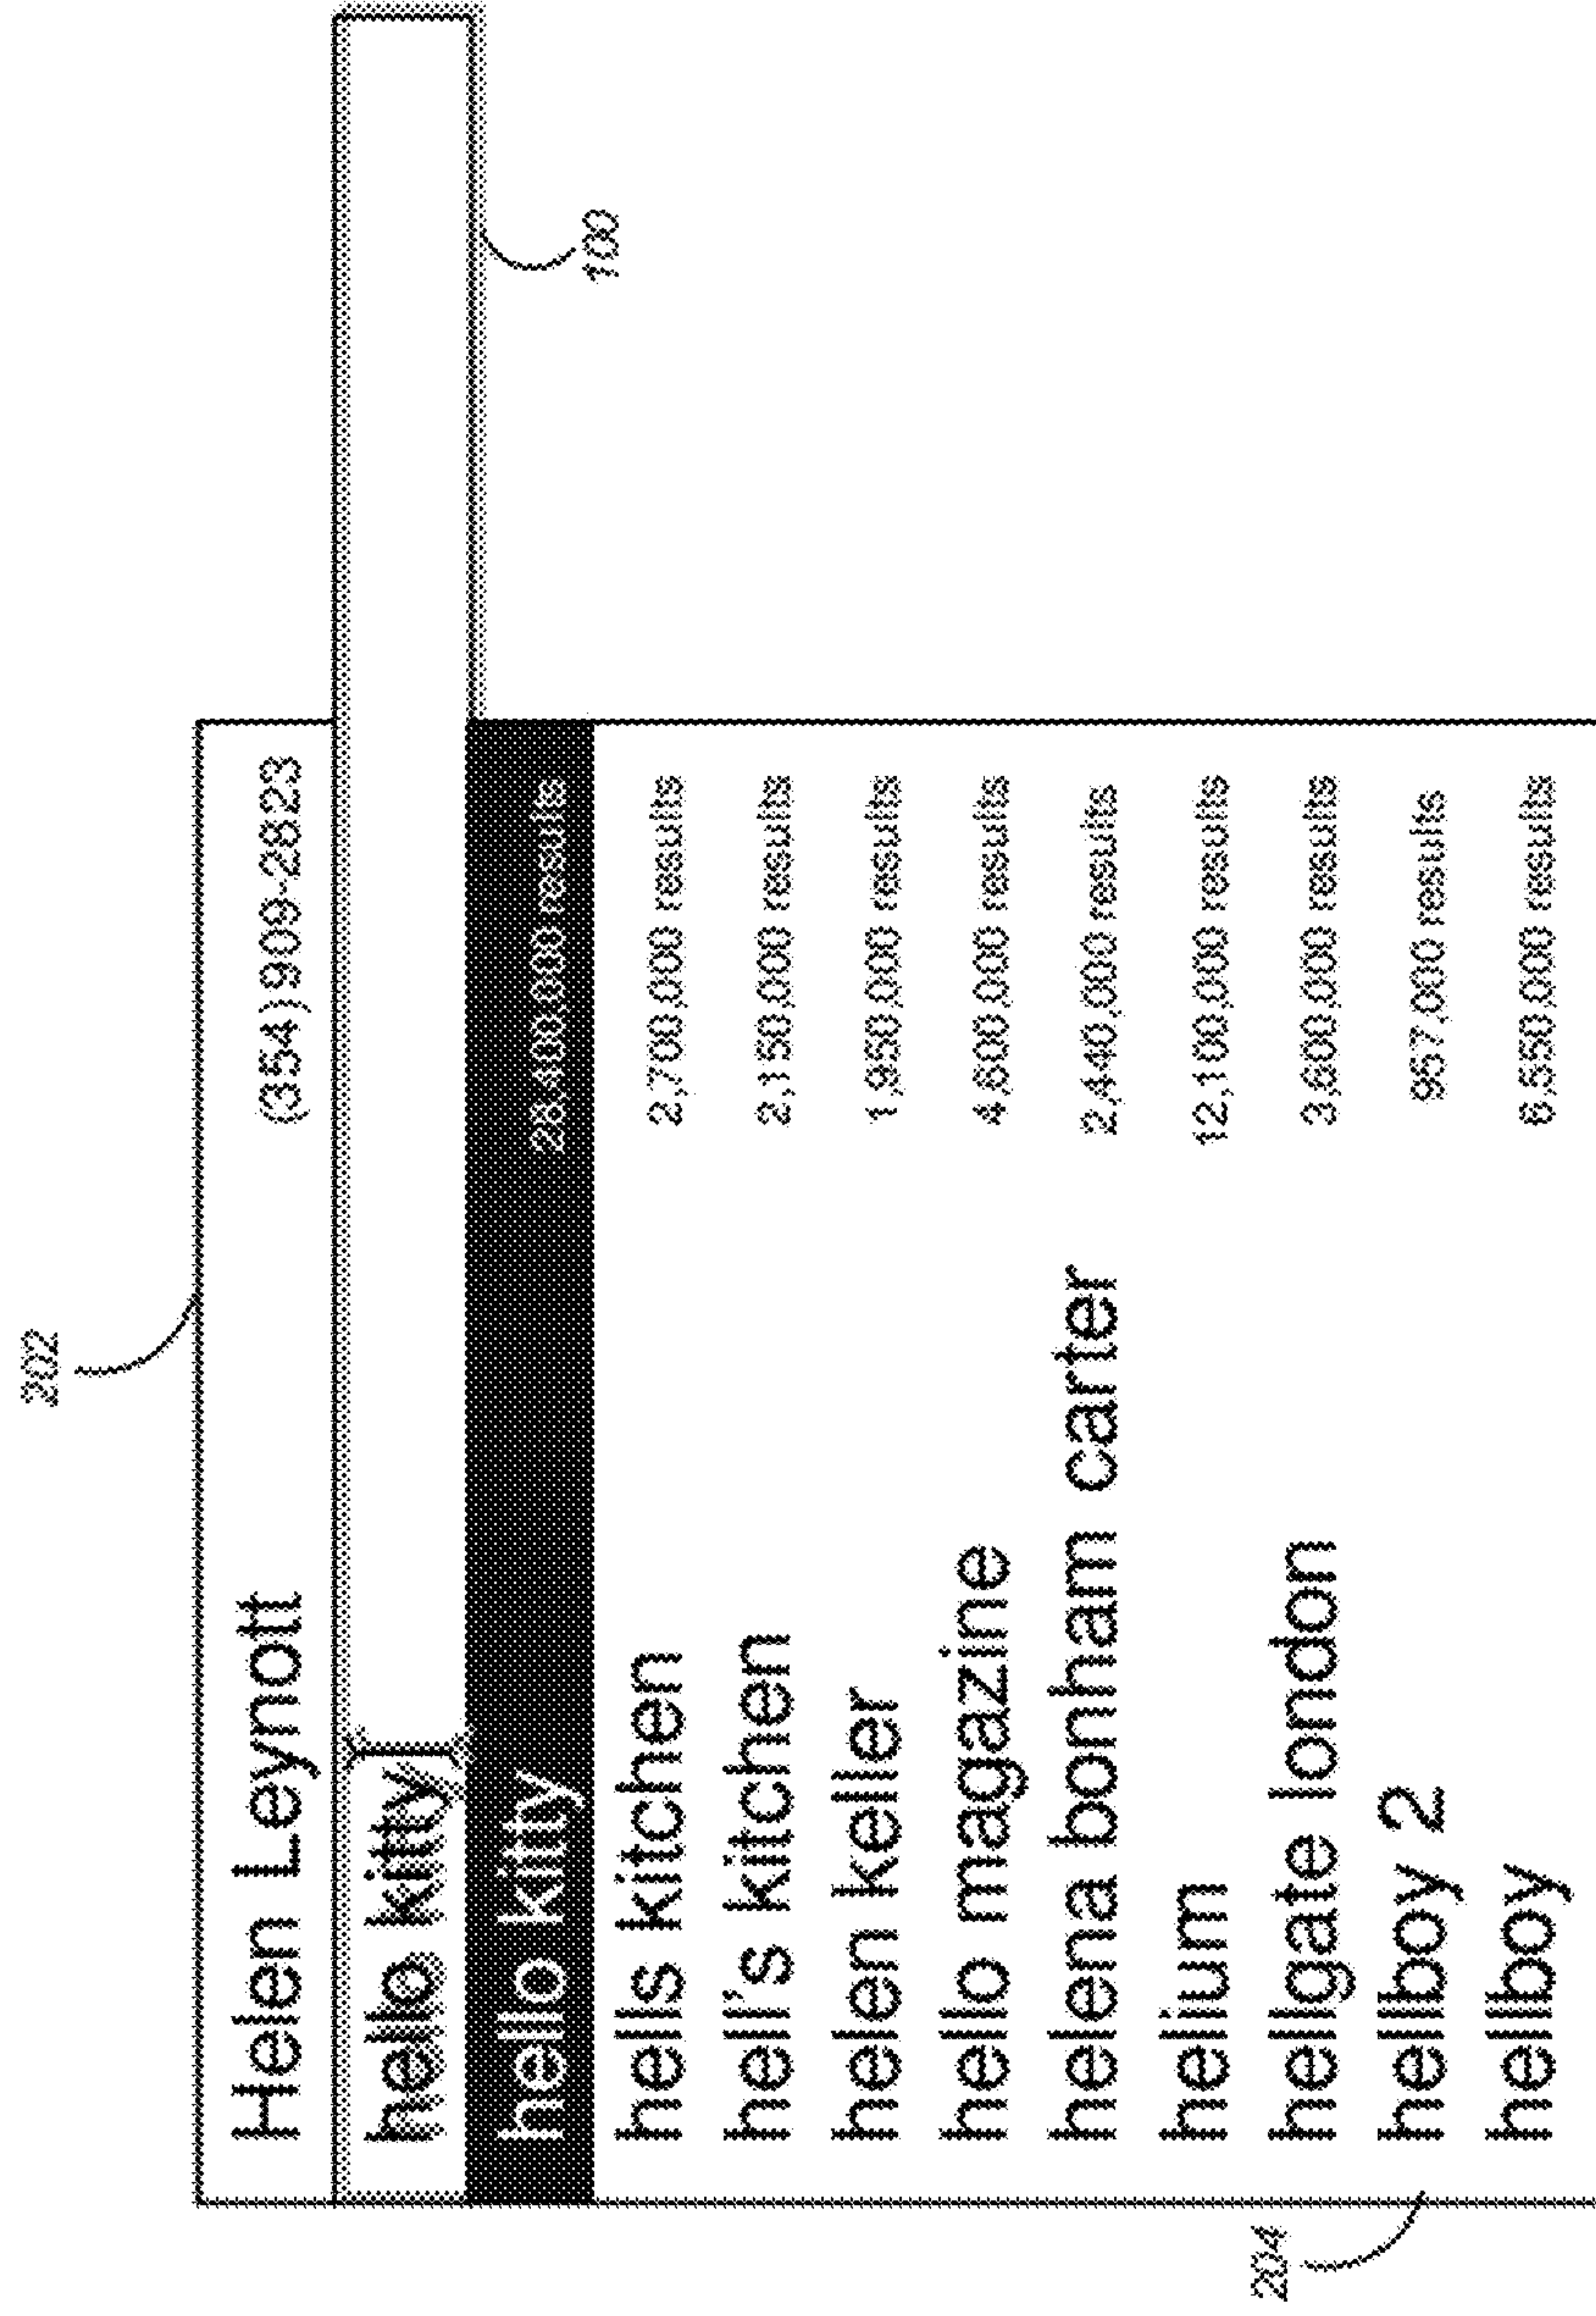 202
Helen Leynott (354) 909-2823
hello kitty
100
hello kitty 28,400,000 results
hells kitchen 2,700,000 results
hell's kitchen 2,150,000 results
helen keller 1,950,000 results
hello magazine 4,600,000 results
helena bonham carter 2,440,000 results
helium 12,100,000 results
hellgate london 3,600,000 results
204
hellboy 2 957,000 results
hellboy 6,550,000 results